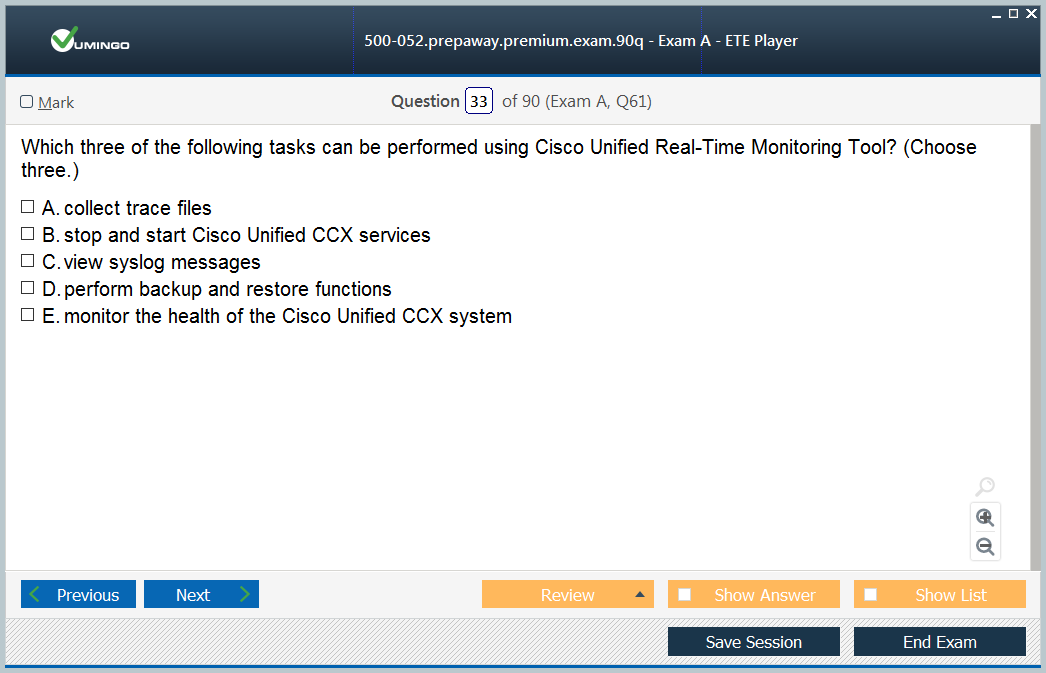 VUMINGO
500-052.prepaway.premium.exam.90q - Exam A - ETE Player
Mark
Question 33 of 90 (Exam A, Q61)
Which three of the following tasks can be performed using Cisco Unified Real-Time Monitoring Tool? (Choose
three.)
A. collect trace files
B. stop and start Cisco Unified CCX services
C. view syslog messages
D. perform backup and restore functions
E. monitor the health of the Cisco Unified CCX system
Previous
Next
Review
Show Answer
Show List
Save Session
End Exam